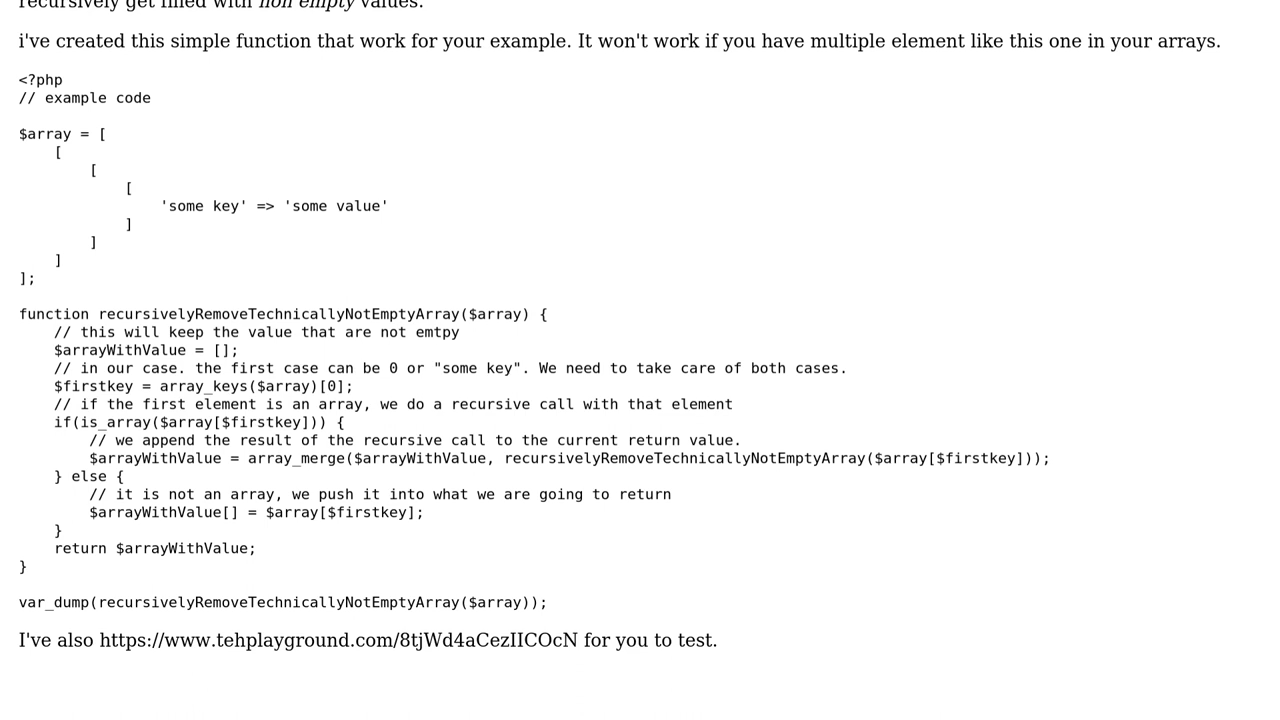 recursively get filled with non empty values.
i've created this simple function that work for your example. It won't work if you have multiple element like this one in your arrays.
<?php
// example code
$array = [
    [
        [
            [
                'some key' => 'some value'
            ]
        ]
    ]
];
function recursivelyRemoveTechnicallyNotEmptyArray($array) {
    // this will keep the value that are not emtpy
    $arrayWithValue = [];
    // in our case. the first case can be 0 or "some key". We need to take care of both cases.
    $firstkey = array_keys($array)[0];
    // if the first element is an array, we do a recursive call with that element
    if(is_array($array[$firstkey])) {
        // we append the result of the recursive call to the current return value.
        $arrayWithValue = array_merge($arrayWithValue, recursivelyRemoveTechnicallyNotEmptyArray($array[$firstkey]));
    } else {
        // it is not an array, we push it into what we are going to return
        $arrayWithValue[] = $array[$firstkey];
    }
    return $arrayWithValue;
}
var_dump(recursivelyRemoveTechnicallyNotEmptyArray($array));
I've also https://www.tehplayground.com/8tjWd4aCezIICOcN for you to test.